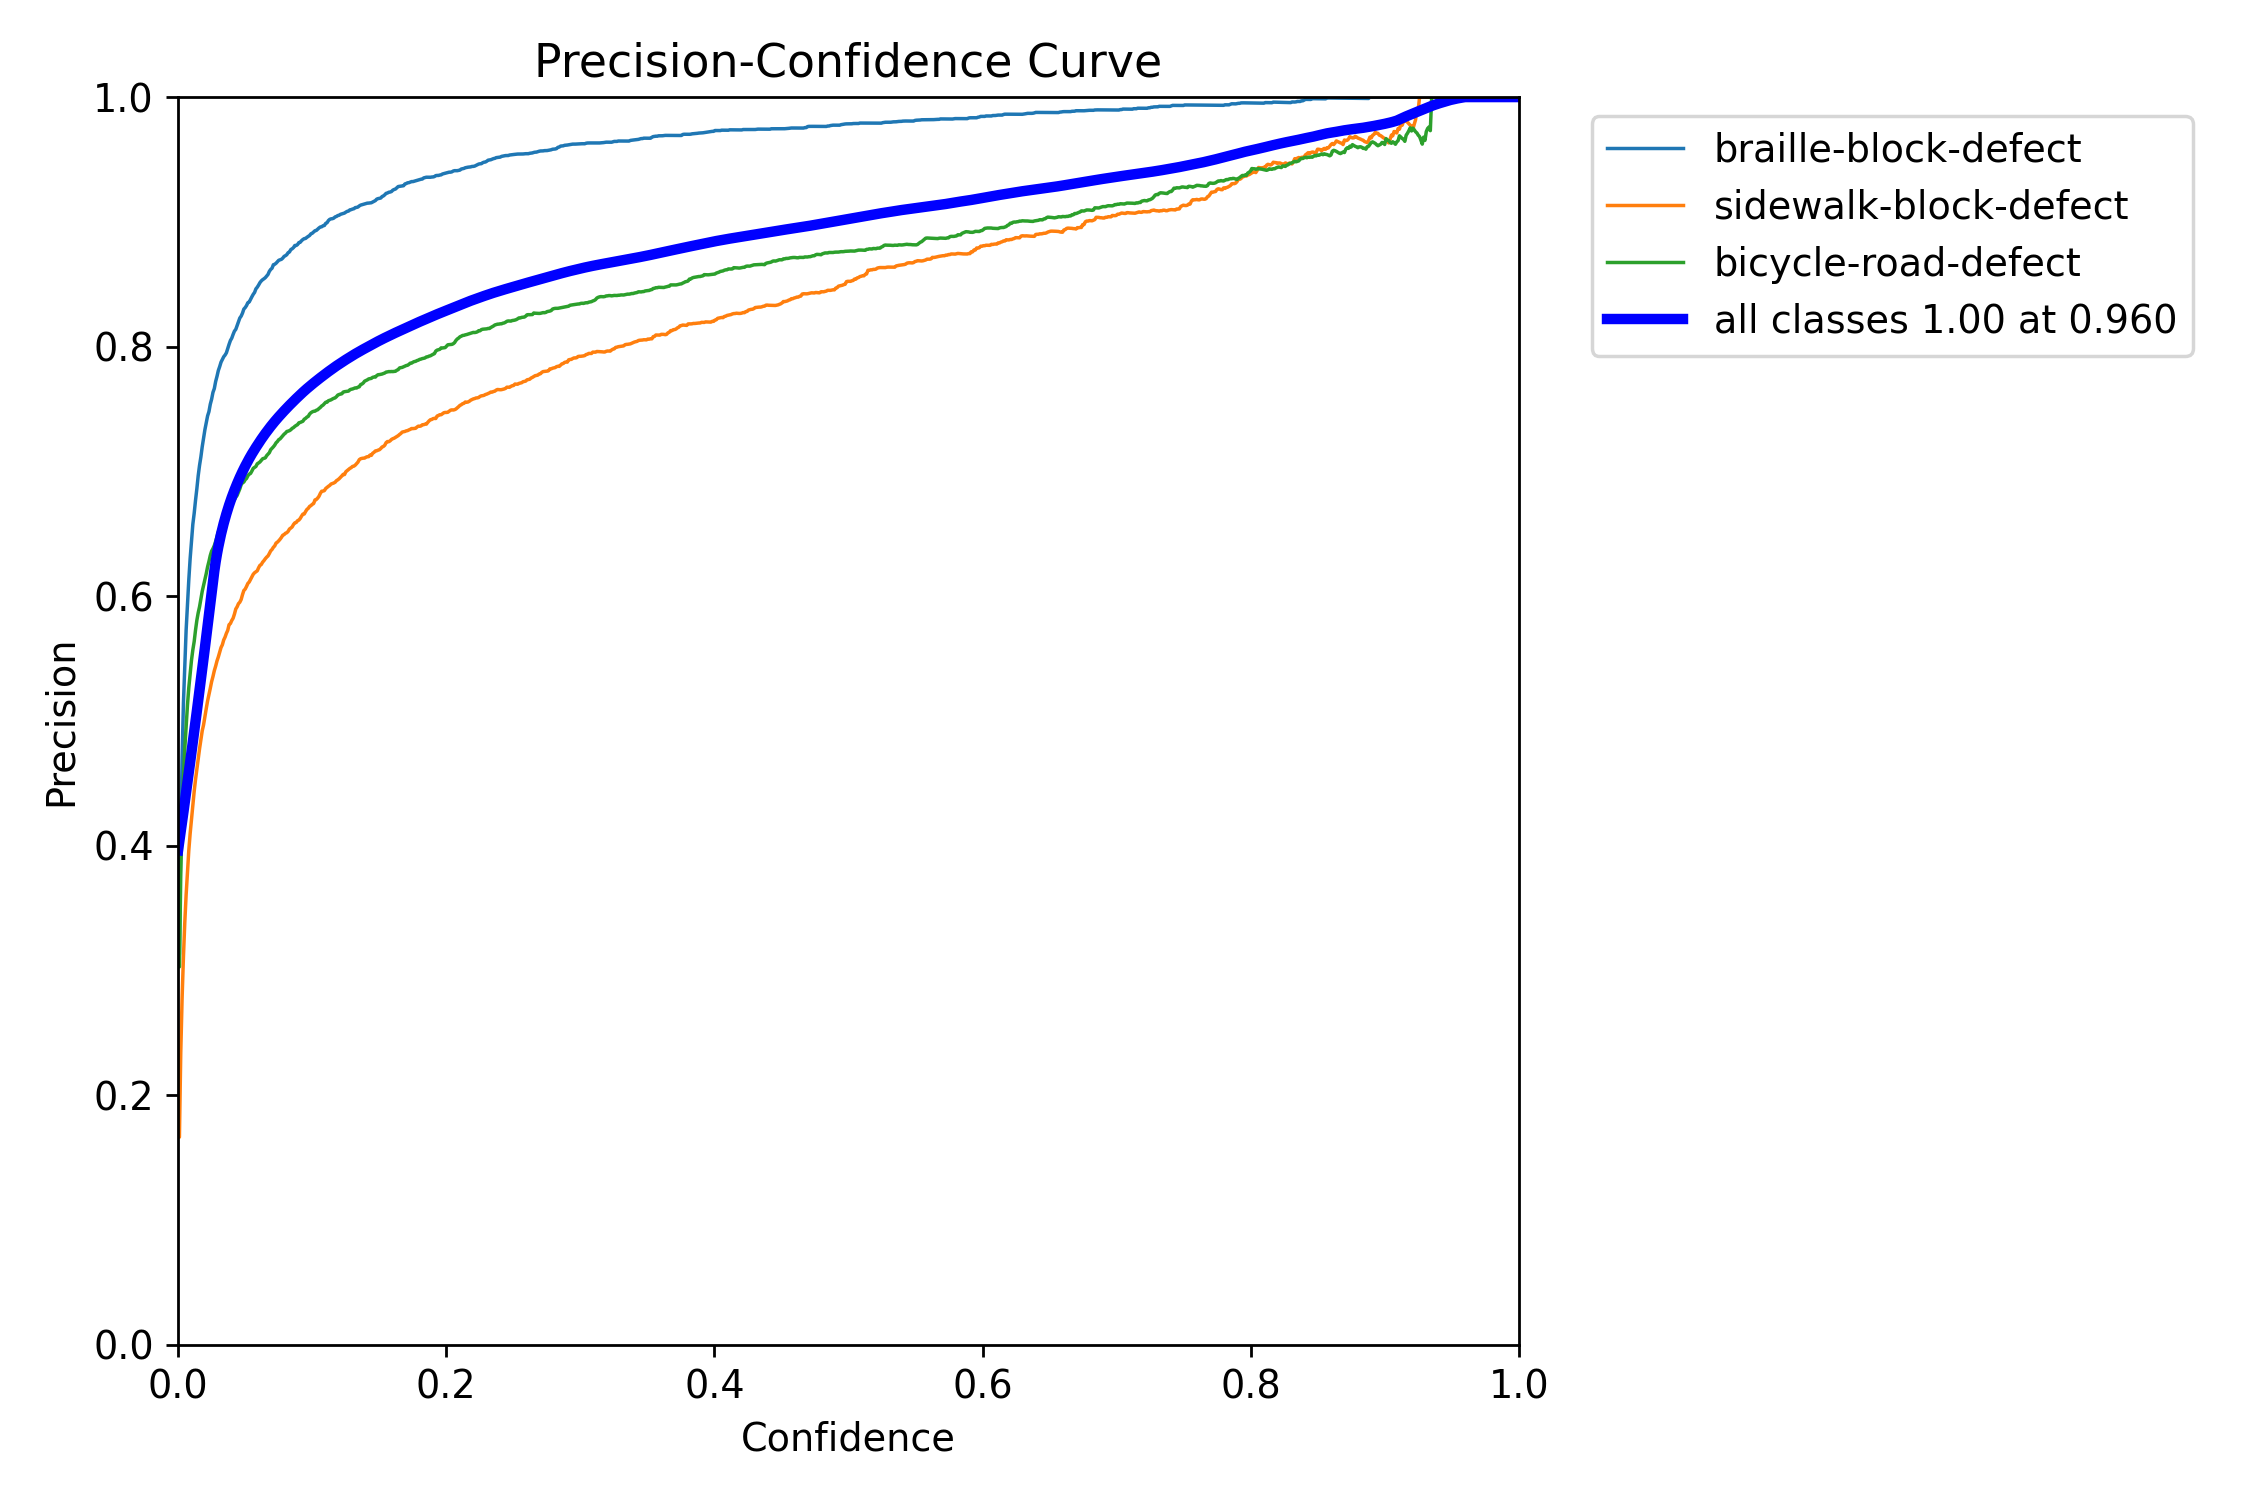 Precision-Confidence Curve
1.0
0.8
0.6
0.4
0.2
0.0
Precision
0.0 0.2 0.4 0.6 0.8 1.0
Confidence
braille-block-defect
sidewalk-block-defect
bicycle-road-defect
all classes 1.00 at 0.960